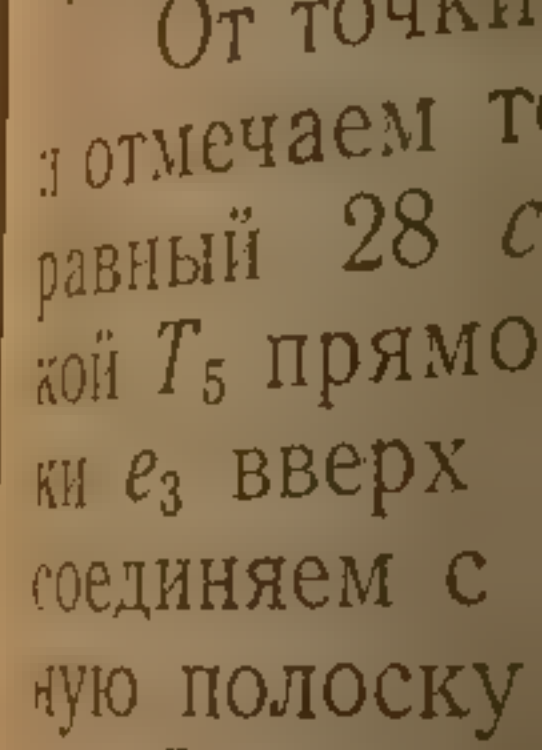 От точки
отмечаем
равный 28
кой T₅ прямо
ки e₃ вверх
соединяем с
ную полоску